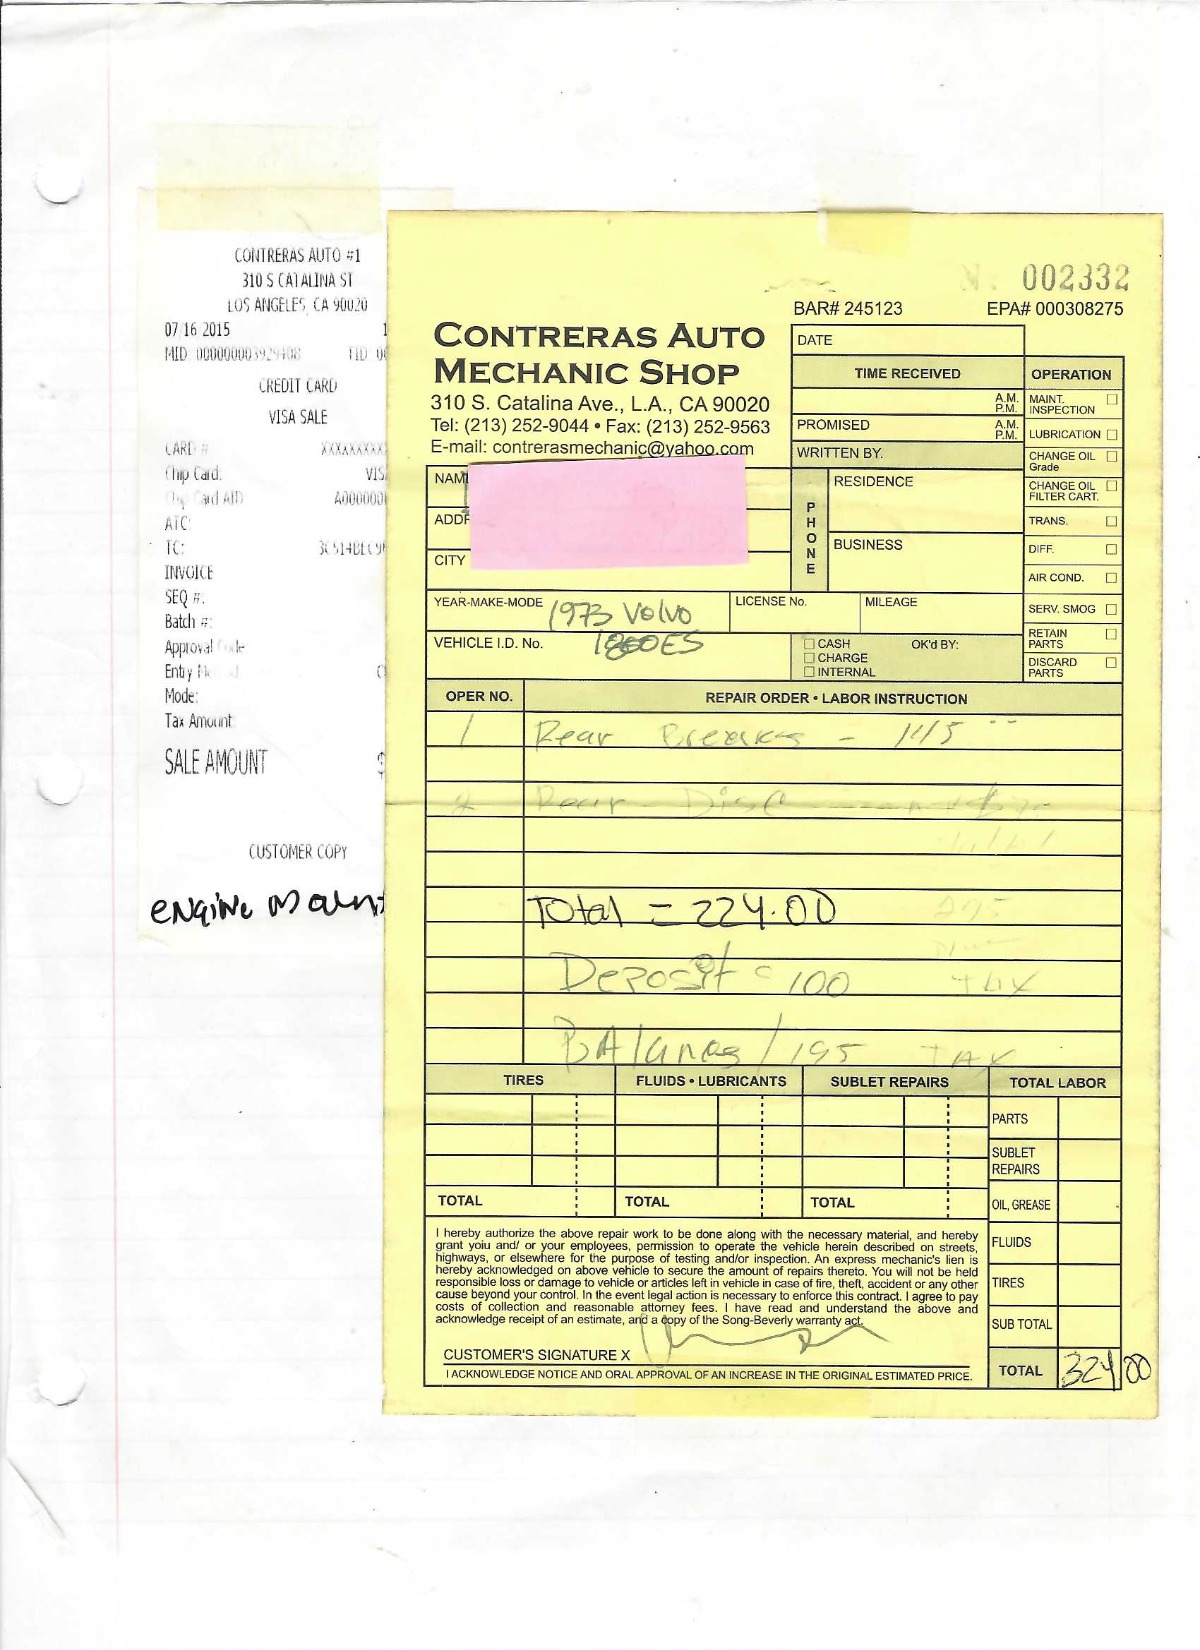 CONTRERAS AUTO #1
310 S CATALINA ST
LOS ANGELES, CA 90020
07 16 2015
MID
CREDIT CARD
VISA SALE
CARD #
Chip Card:
Chip Card AID
ATC:
TC:
INVOICE
SEQ #:
Batch #:
Approval Code
Entry
Mode:
Tax Amount
SALE AMOUNT
CUSTOMER COPY
ENGINE Mount
002332
BAR# 245123 EPA# 000308275
CONTRERAS AUTO
MECHANIC SHOP
310 S. Catalina Ave., L.A., CA 90020
Tel: (213) 252-9044 • Fax: (213) 252-9563
E-mail: contrerasmechanic@yahoo.com
DATE
TIME RECEIVED
A.M.
P.M.
PROMISED
A.M.
P.M.
WRITTEN BY.
OPERATION
MAINT. INSPECTION
LUBRICATION
CHANGE OIL Grade
CHANGE OIL FILTER CART.
TRANS.
DIFF.
AIR COND.
SERV. SMOG
RETAIN PARTS
DISCARD PARTS
NAM
ADDR
CITY
PHONE
RESIDENCE
BUSINESS
YEAR-MAKE-MODE 1973 Volvo
LICENSE No.
MILEAGE
VEHICLE I.D. No. 1800ES
CASH
CHARGE
INTERNAL
OK'd BY:
OPER NO. REPAIR ORDER • LABOR INSTRUCTION
1 Rear Breaks -
2 Rear Disc
Total = 224.00
Deposit = 100
Balance / 195 TAX
TIRES FLUIDS • LUBRICANTS SUBLET REPAIRS TOTAL LABOR
PARTS
SUBLET REPAIRS
TOTAL TOTAL TOTAL OIL, GREASE
FLUIDS
TIRES
SUB TOTAL
I hereby authorize the above repair work to be done along with the necessary material, and hereby
grant yoiu and/ or your employees, permission to operate the vehicle herein described on streets,
highways, or elsewhere for the purpose of testing and/or inspection. An express mechanic's lien is
hereby acknowledged on above vehicle to secure the amount of repairs thereto. You will not be held
responsible loss or damage to vehicle or articles left in vehicle in case of fire, theft, accident or any other
cause beyond your control. In the event legal action is necessary to enforce this contract. I agree to pay
costs of collection and reasonable attorney fees. I have read and understand the above and
acknowledge receipt of an estimate, and a copy of the Song-Beverly warranty act.
CUSTOMER'S SIGNATURE X
I ACKNOWLEDGE NOTICE AND ORAL APPROVAL OF AN INCREASE IN THE ORIGINAL ESTIMATED PRICE.
TOTAL 324 00